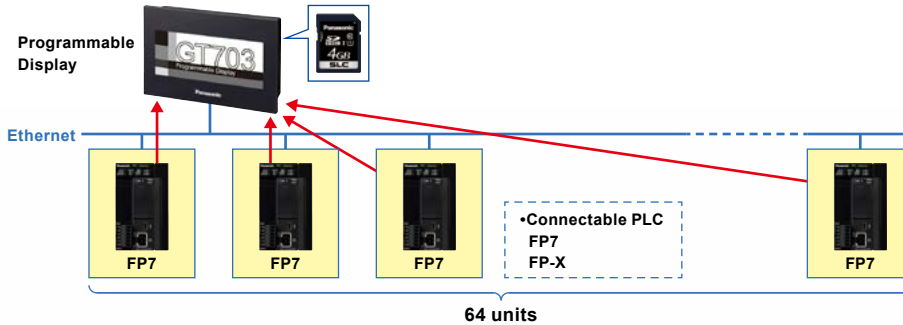 Programmable
Display
GT703
Programmable Display
Panasonic
Panasonic
4GB
SLC
Ethernet
FP7
FP7
FP7
FP7
•Connectable PLC
FP7
FP-X
64 units